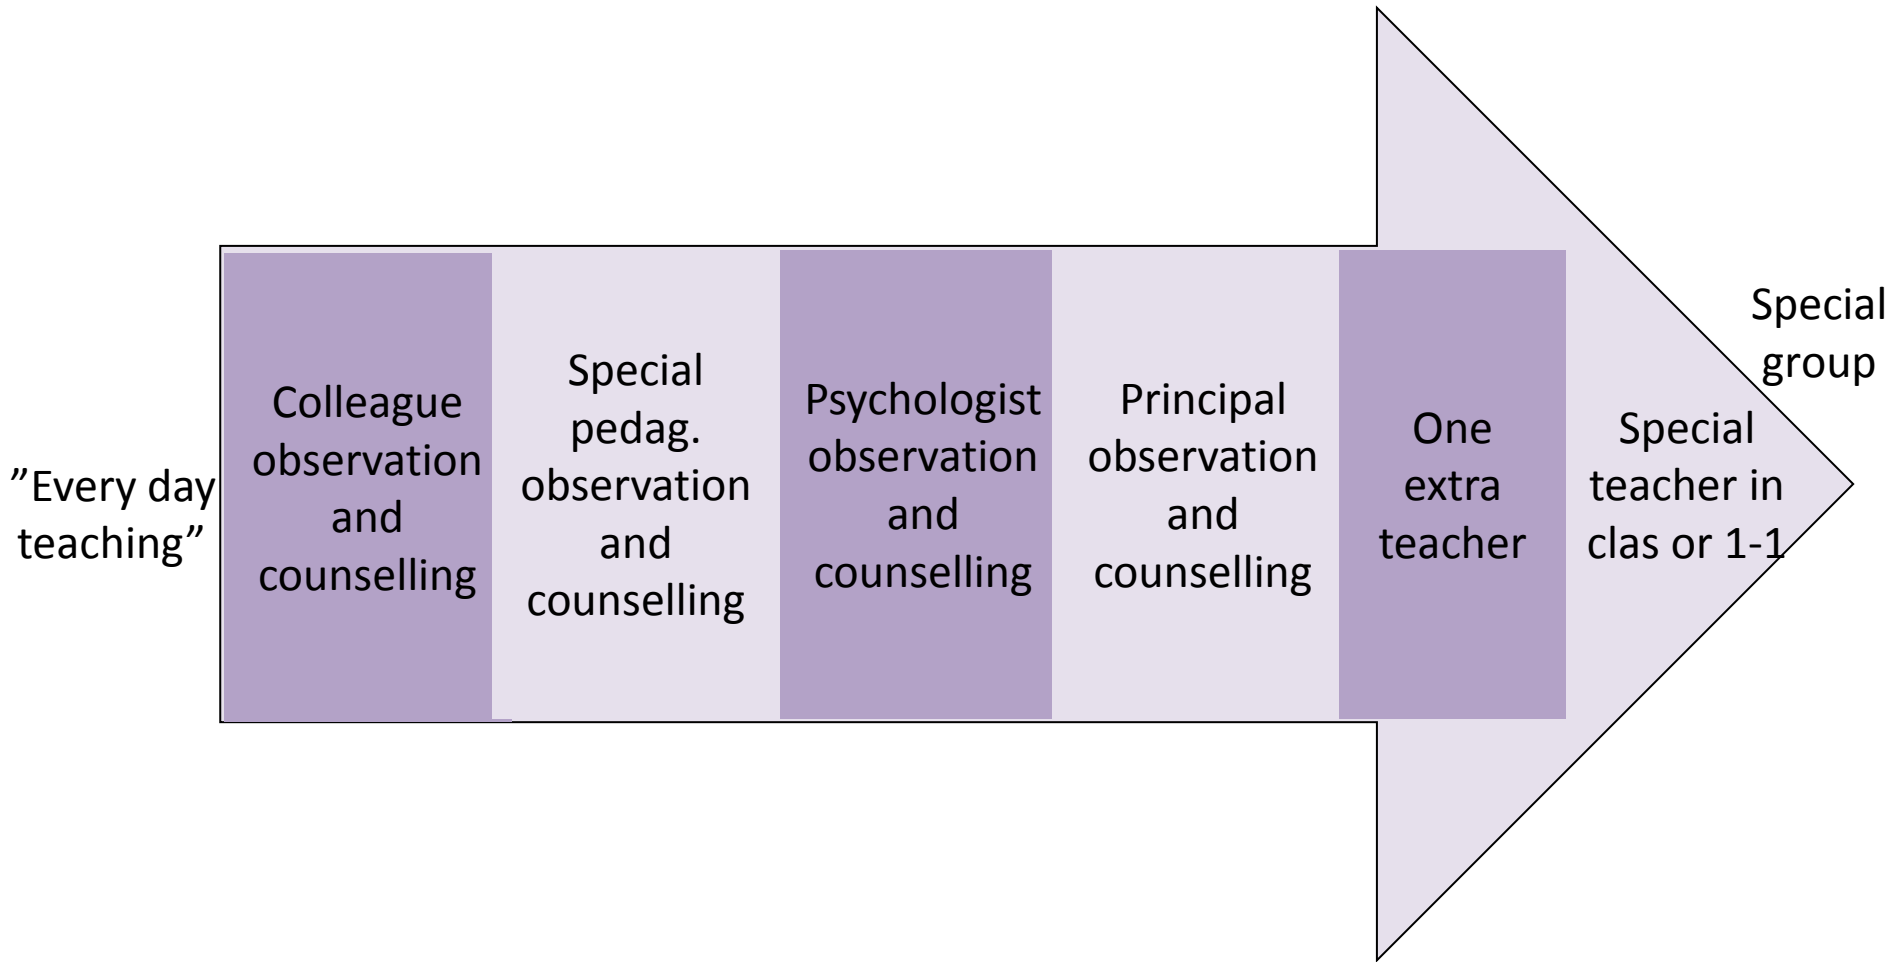 ”Every day
teaching”
Colleague
observation
and
counselling
Special
pedag.
observation
and
counselling
Psychologist
observation
and
counselling
Principal
observation
and
counselling
One
extra
teacher
Special
teacher in
clas or 1-1
Special
group